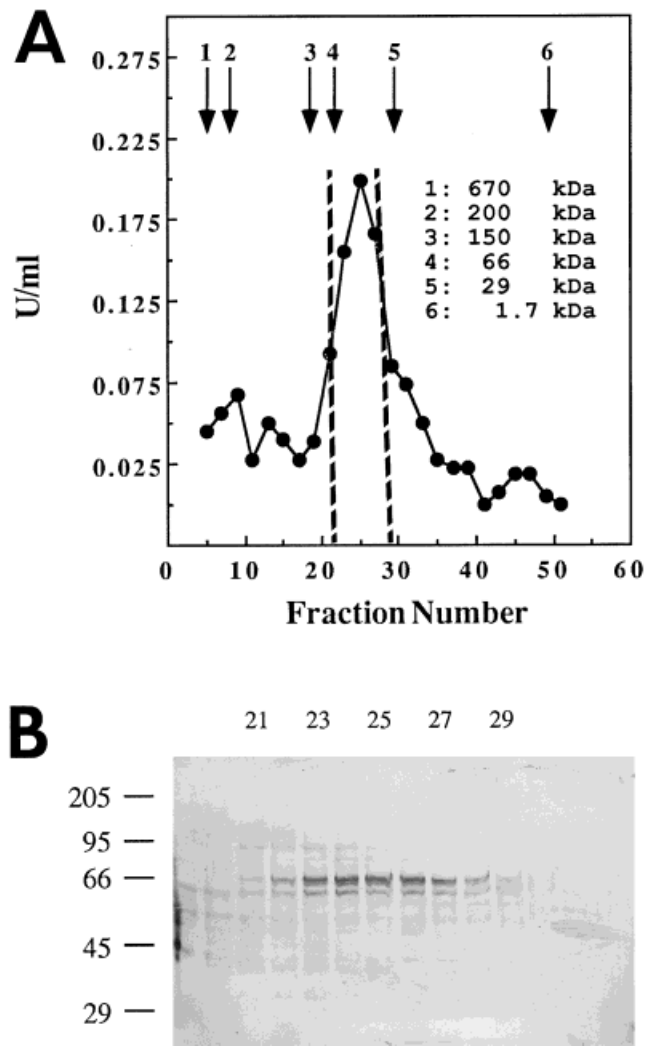 A
1 2 3 4 5 6
0.275
0.225
0.175
0.125
0.075
0.025
U/ml
1: 670 kDa
2: 200 kDa
3: 150 kDa
4: 66 kDa
5: 29 kDa
6: 1.7 kDa
0 10 20 30 40 50 60
Fraction Number
B
21 23 25 27 29
205
95
66
45
29